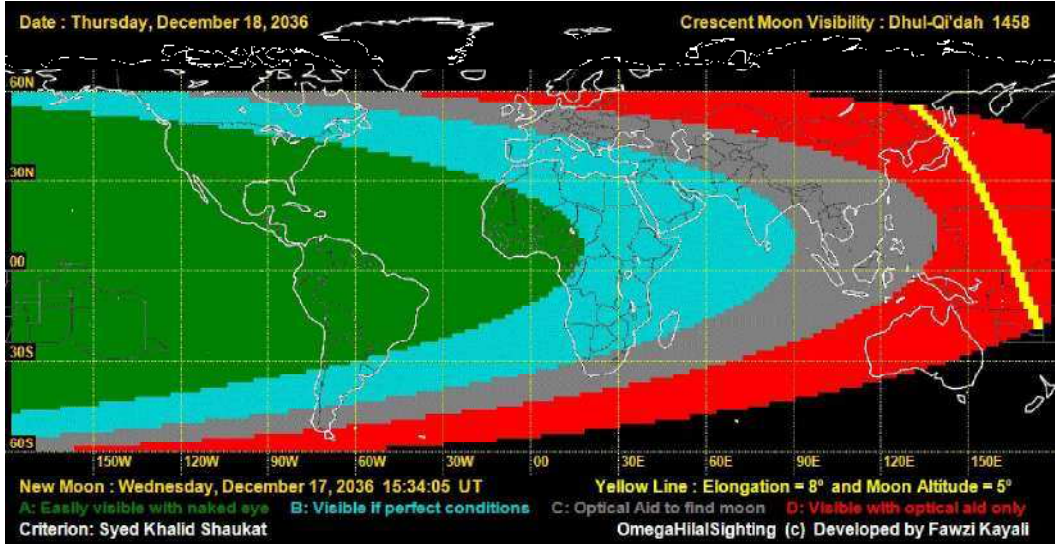 Date : Thursday, December 18, 2036
Crescent Moon Visibility : Dhul-Qi'dah 1458
60N
30N
00
30S
60S
150W 120W 90W 60W 30W 00 30E 60E 90E 120E 150E
New Moon : Wednesday, December 17, 2036 15:34:05 UT
Yellow Line : Elongation = 8º and Moon Altitude = 5º
A: Easily visible with naked eye B: Visible if perfect conditions C: Optical Aid to find moon D: Visible with optical aid only
Criterion: Syed Khalid Shaukat
OmegaHilalSighting (c) Developed by Fawzi Kayali